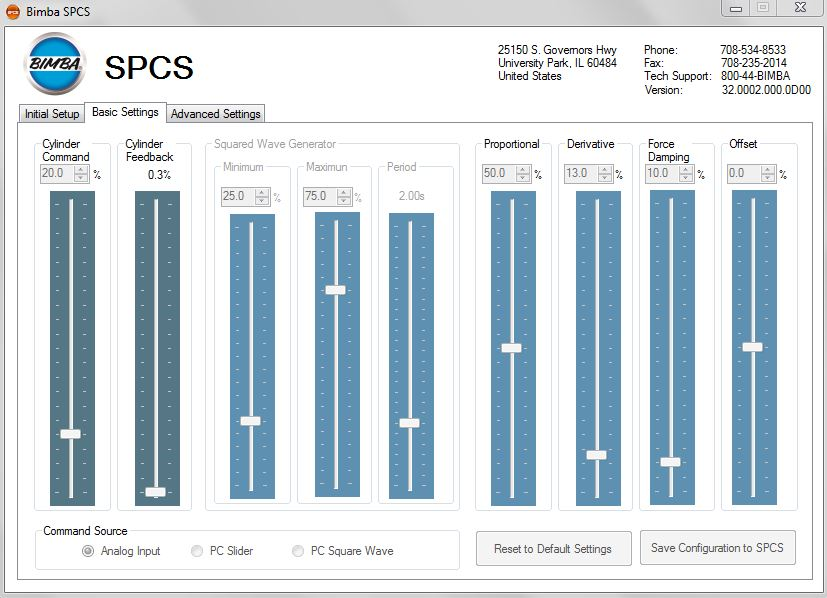 SPCS Bimba SPCS
BIMBA
SPCS
25150 S. Governors Hwy
University Park, IL 60484
United States
Phone: 708-534-8533
Fax: 708-235-2014
Tech Support: 800-44-BIMBA
Version: 32.0002.000.0D00
Initial Setup Basic Settings Advanced Settings
Cylinder
Command
20.0 %
Cylinder
Feedback
0.3%
Squared Wave Generator
Minimum
25.0 %
Maximun
75.0 %
Period
2.00s
Proportional
50.0 %
Derivative
13.0 %
Force
Damping
10.0 %
Offset
0.0 %
Command Source
Analog Input PC Slider PC Square Wave
Reset to Default Settings
Save Configuration to SPCS